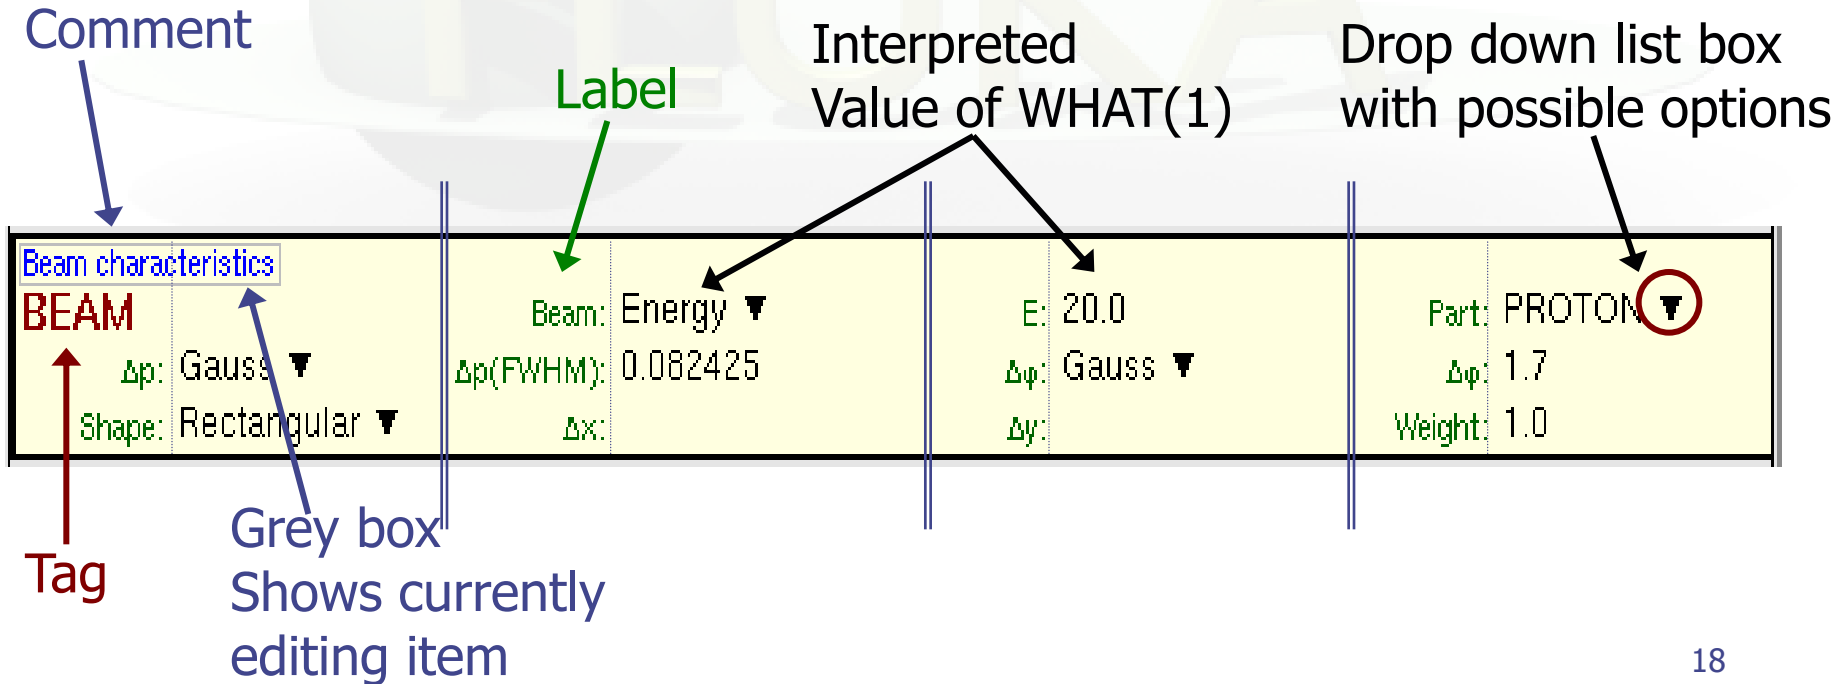 Comment
Label
Interpreted
Value of WHAT(1)
Drop down list box
with possible options
Beam characteristics
BEAM Beam: Energy ▼ E: 20.0 Part: PROTON ▼
Δp: Gauss ▼ Δp(FWHM): 0.082425 Δφ: Gauss ▼ Δφ: 1.7
Shape: Rectangular ▼ Δx: Δy: Weight: 1.0
Tag
Grey box
Shows currently
editing item
18